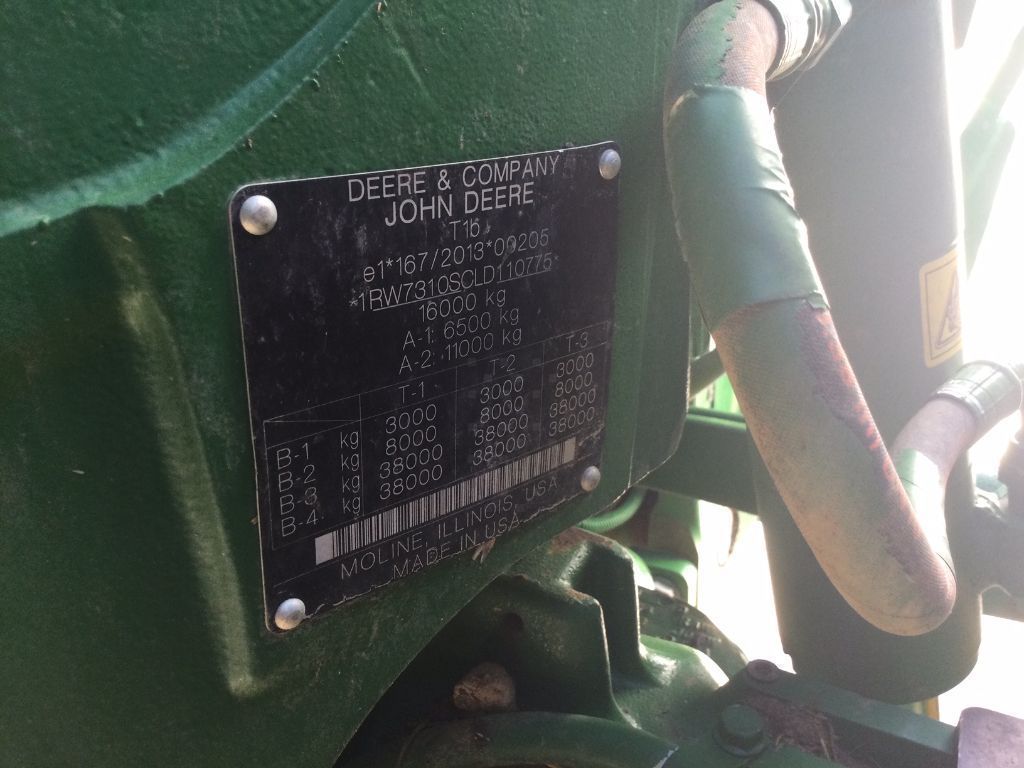 DEERE & COMPANY
JOHN DEERE
T1b
e1*167/2013*00205
*1RW7310SCLD110775*
16000 kg
A-1: 6500 kg
A-2: 11000 kg
T-1 T-2 T-3
B-1 kg 3000 3000 3000
B-2 kg 8000 8000 8000
B-3 kg 38000 38000 38000
B-4 kg 38000 38000 38000
MOLINE, ILLINOIS, USA
MADE IN USA